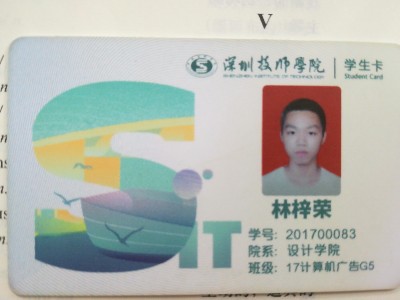 V
深圳技师学院 学生卡
SHENZHEN INSTITUTE OF TECHNOLOGY Student Card
SIT
林梓荣
学号: 201700083
院系: 设计学院
班级: 17计算机广告G5